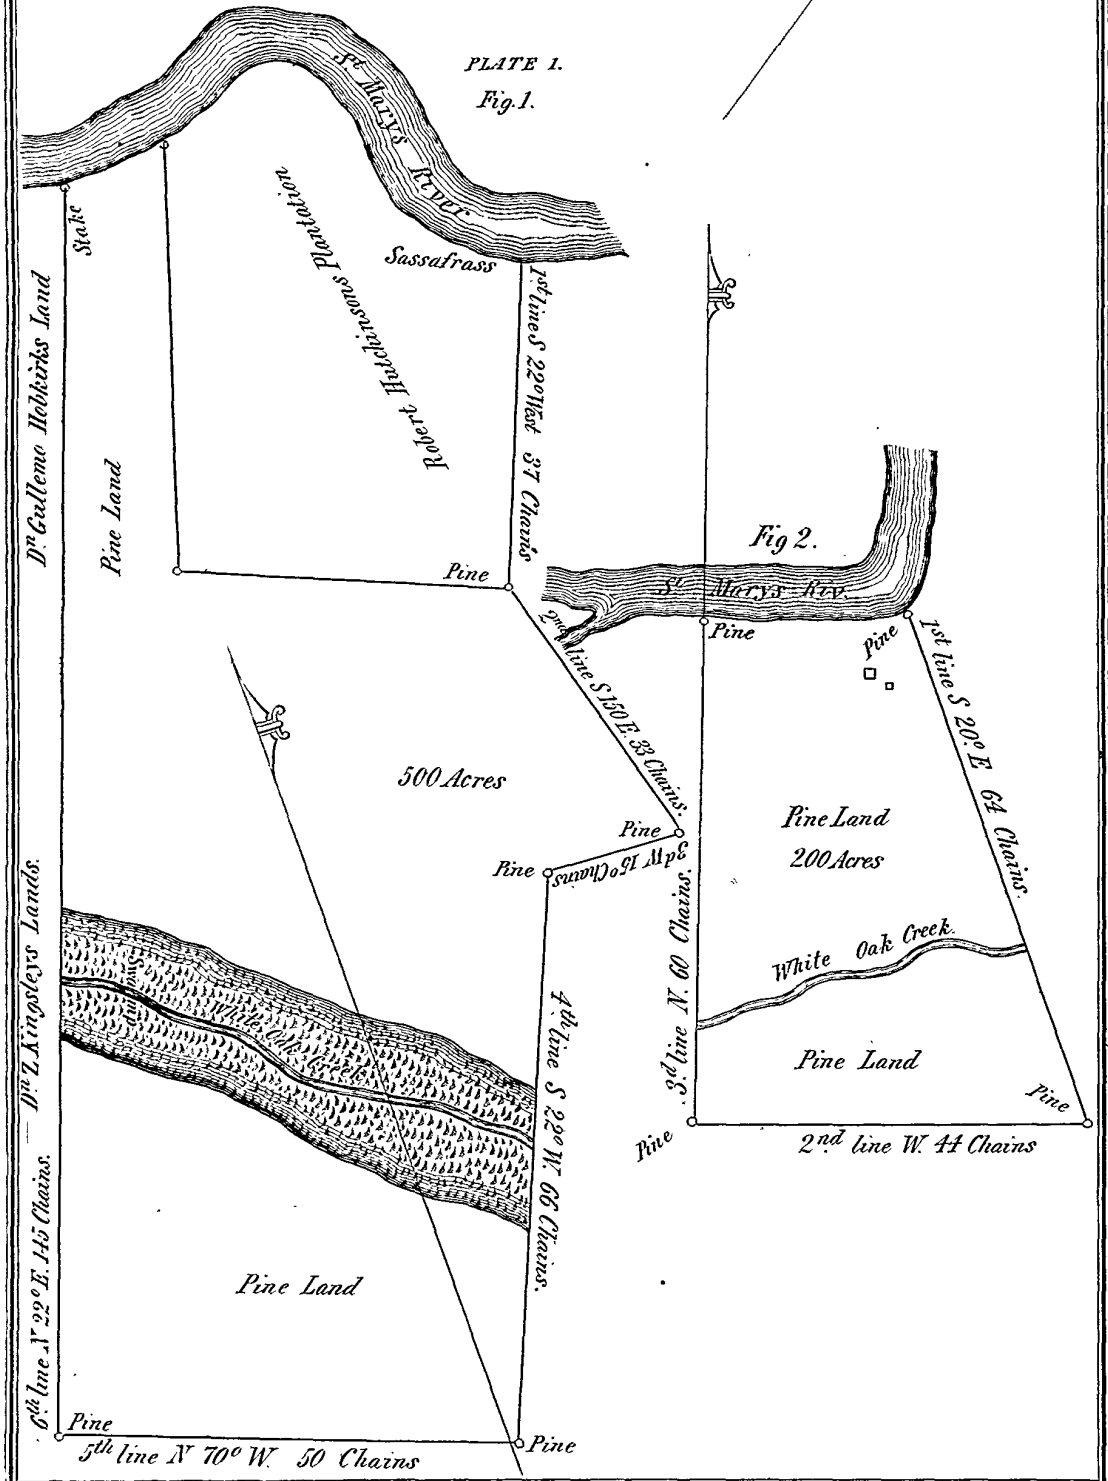 PLATE 1.
Fig. 1.
St Marys River
Stake
Sassafrass
Robert Hutchinsons Plantation
1st line S 22° West 37 Chains
Dn Gullemo Hobkirks Land
Pine Land
Pine
2nd line S 150 E. 33 Chains.
500 Acres
Pine
3d W 15° Chains
Pine
Dn Z. Kingsleys Lands.
Swamp
White Oak Creek
4th line S 22° W. 66 Chains.
Pine Land
6th line N 22° E. 145 Chains.
Pine
5th line N 70° W. 50 Chains
Pine
Fig 2.
St Marys Riv.
Pine
Pine
1st line S 20° E 64 Chains.
Pine Land
200 Acres
3d line N. 60 Chains.
White Oak Creek.
Pine Land
Pine
Pine
2nd line W. 44 Chains